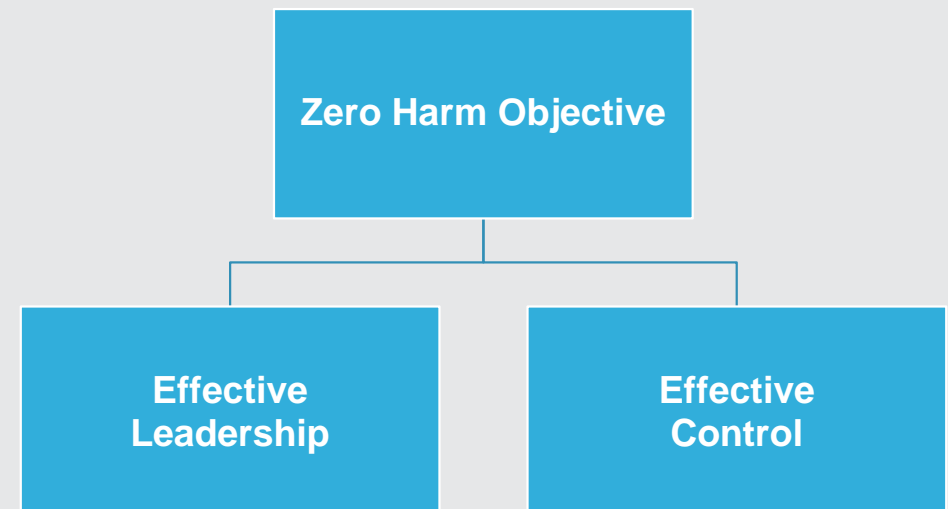 Zero Harm Objective
Effective
Leadership
Effective
Control